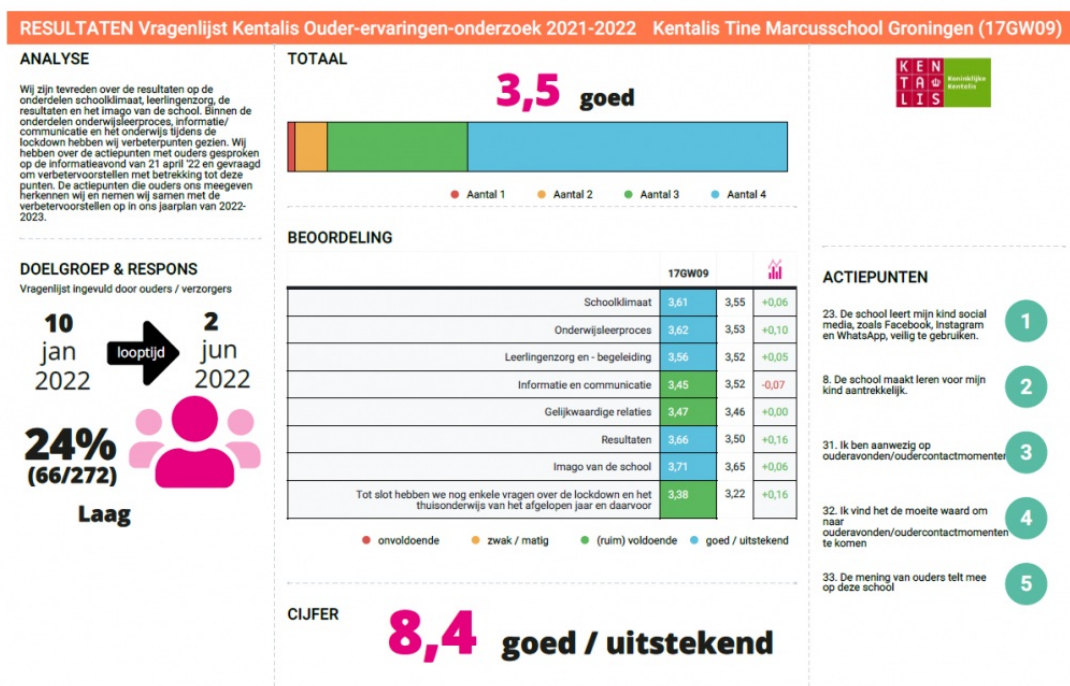 RESULTATEN Vragenlijst Kentalis Ouder-ervaringen-onderzoek 2021-2022 Kentalis Tine Marcusschool Groningen (17GW09)
ANALYSE
Wij zijn tevreden over de resultaten op de
onderdelen schoolklimaat, leerlingenzorg, de
resultaten en het imago van de school. Binnen de
onderdelen onderwijsleerproces, informatie/
communicatie en het onderwijs tijdens de
lockdown hebben wij verbeterpunten gezien. Wij
hebben over de actiepunten met ouders gesproken
op de informatieavond van 21 april '22 en gevraagd
om verbetervoorstellen met betrekking tot deze
punten. De actiepunten die ouders ons meegeven
herkennen wij en nemen wij samen met de
verbetervoorstellen op in ons jaarplan van 2022-
2023.
DOELGROEP & RESPONS
Vragenlijst ingevuld door ouders / verzorgers
10
jan
2022
looptijd
2
jun
2022
24%
(66/272)
Laag
TOTAAL
3,5 goed
Aantal 1 Aantal 2 Aantal 3 Aantal 4
BEOORDELING
17GW09
Schoolklimaat 3,61 3,55 +0,06
Onderwijsleerproces 3,62 3,53 +0,10
Leerlingenzorg en - begeleiding 3,56 3,52 +0,05
Informatie en communicatie 3,45 3,52 -0,07
Gelijkwaardige relaties 3,47 3,46 +0,00
Resultaten 3,66 3,50 +0,16
Imago van de school 3,71 3,65 +0,06
Tot slot hebben we nog enkele vragen over de lockdown en het 3,38 3,22 +0,16
thuisonderwijs van het afgelopen jaar en daarvoor
onvoldoende zwak / matig (ruim) voldoende goed / uitstekend
CIJFER
8,4 goed / uitstekend
KEN
TA
LIS
Koninklijke
Kentalis
ACTIEPUNTEN
23. De school leert mijn kind social
media, zoals Facebook, Instagram
en WhatsApp, veilig te gebruiken.
1
8. De school maakt leren voor mijn
kind aantrekkelijk.
2
31. Ik ben aanwezig op
ouderavonden/oudercontactmomenten
3
32. Ik vind het de moeite waard om
naar
ouderavonden/oudercontactmomenten
te komen
4
33. De mening van ouders telt mee
op deze school
5